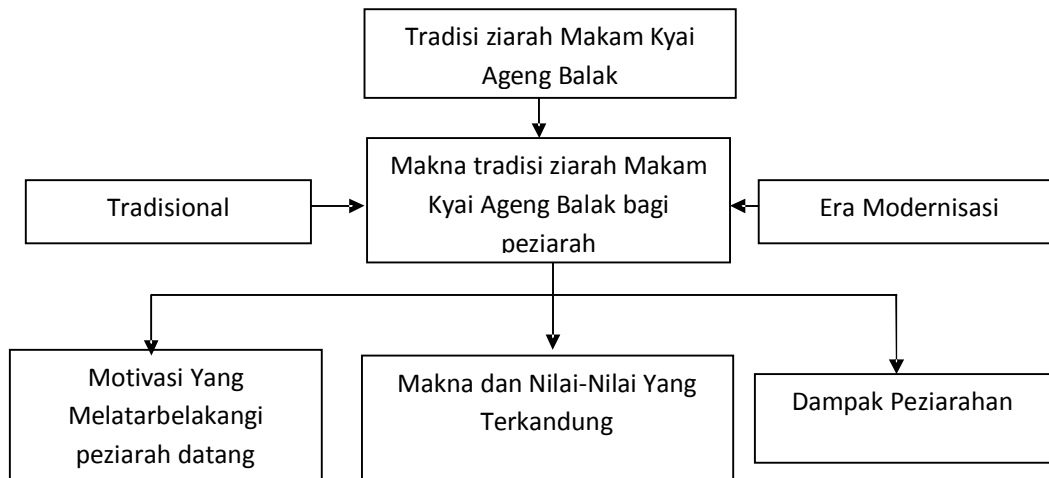 Tradisi ziarah Makam Kyai
Ageng Balak
Makna tradisi ziarah Makam
Kyai Ageng Balak bagi
peziarah
Tradisional
Era Modernisasi
Motivasi Yang
Melatarbelakangi
peziarah datang
Makna dan Nilai-Nilai Yang
Terkandung
Dampak Peziarahan